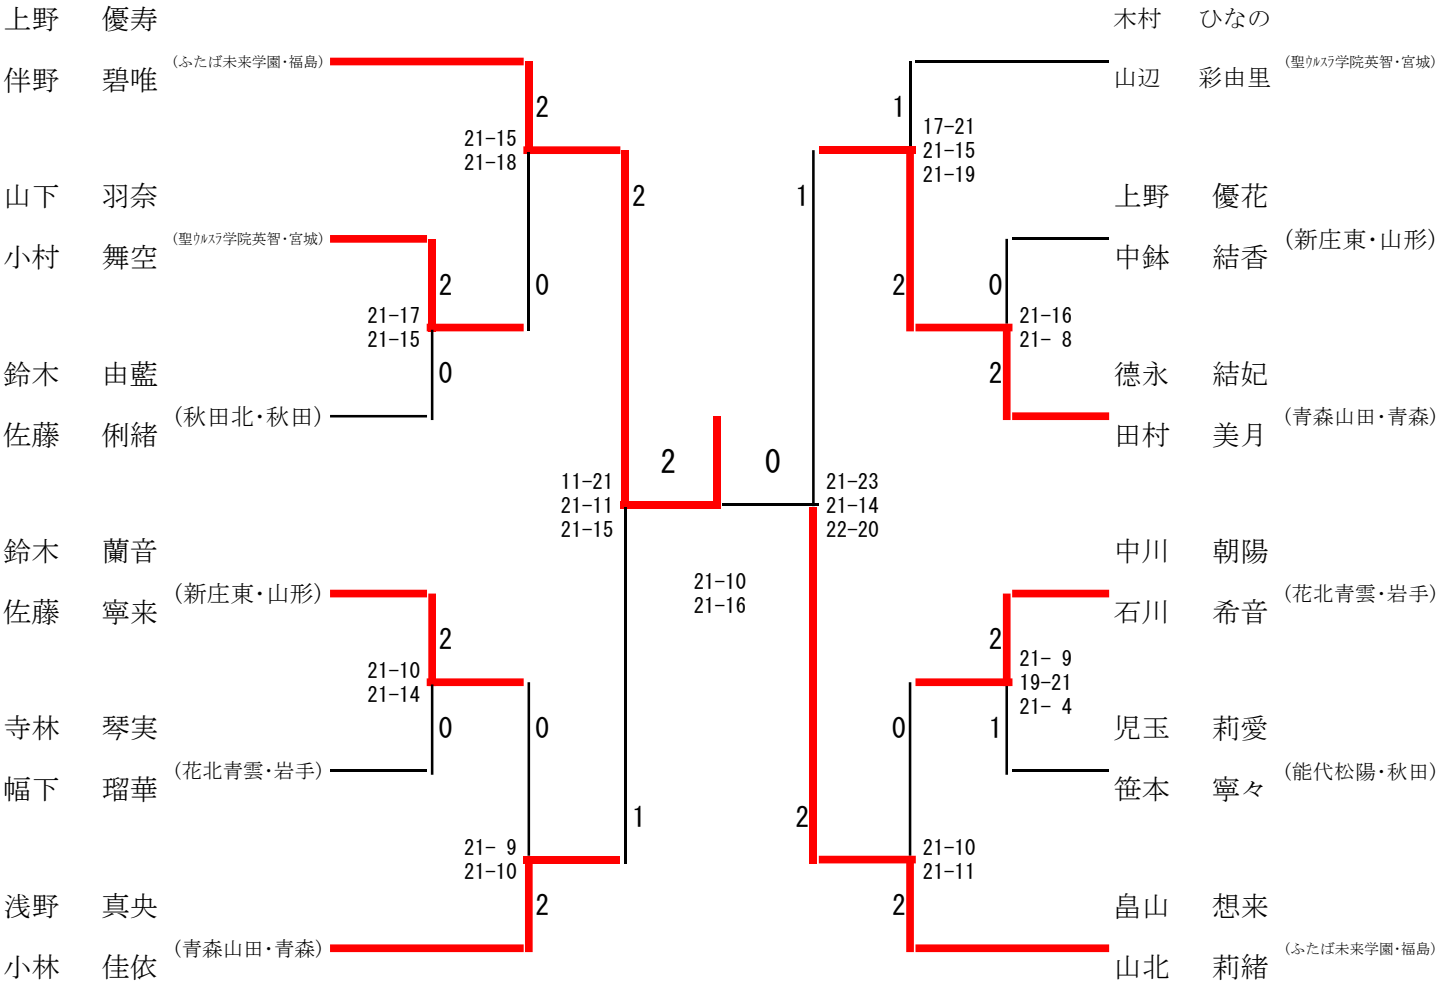 上野 優寿
(ふたば未来学園・福島)
伴野 碧唯
2
21-15
21-18
山下 羽奈
(聖ウルスラ学院英智・宮城)
小村 舞空
2
0
21-17
21-15
鈴木 由藍
0
(秋田北・秋田)
佐藤 俐緒
2
11-21
21-11
21-15
鈴木 蘭音
(新庄東・山形)
佐藤 寧来
2
21-10
21-14
寺林 琴実
0
0
(花北青雲・岩手)
幅下 瑠華
1
21- 9
21-10
浅野 真央
2
(青森山田・青森)
小林 佳依
2
0
21-10
21-16
木村 ひなの
(聖ウルスラ学院英智・宮城)
山辺 彩由里
1
17-21
21-15
21-19
1
上野 優花
(新庄東・山形)
中鉢 結香
2
0
21-16
21- 8
德永 結妃
2
(青森山田・青森)
田村 美月
21-23
21-14
22-20
中川 朝陽
(花北青雲・岩手)
石川 希音
2
21- 9
19-21
21- 4
児玉 莉愛
0
1
(能代松陽・秋田)
笹本 寧々
2
21-10
21-11
畠山 想来
2
(ふたば未来学園・福島)
山北 莉緒